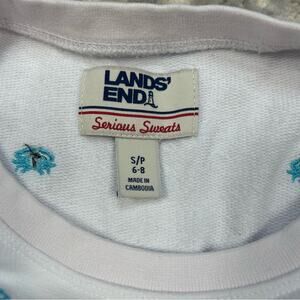 LANDS'
END
Serious Sweats
S/P
6-8
MADE IN
CAMBODIA